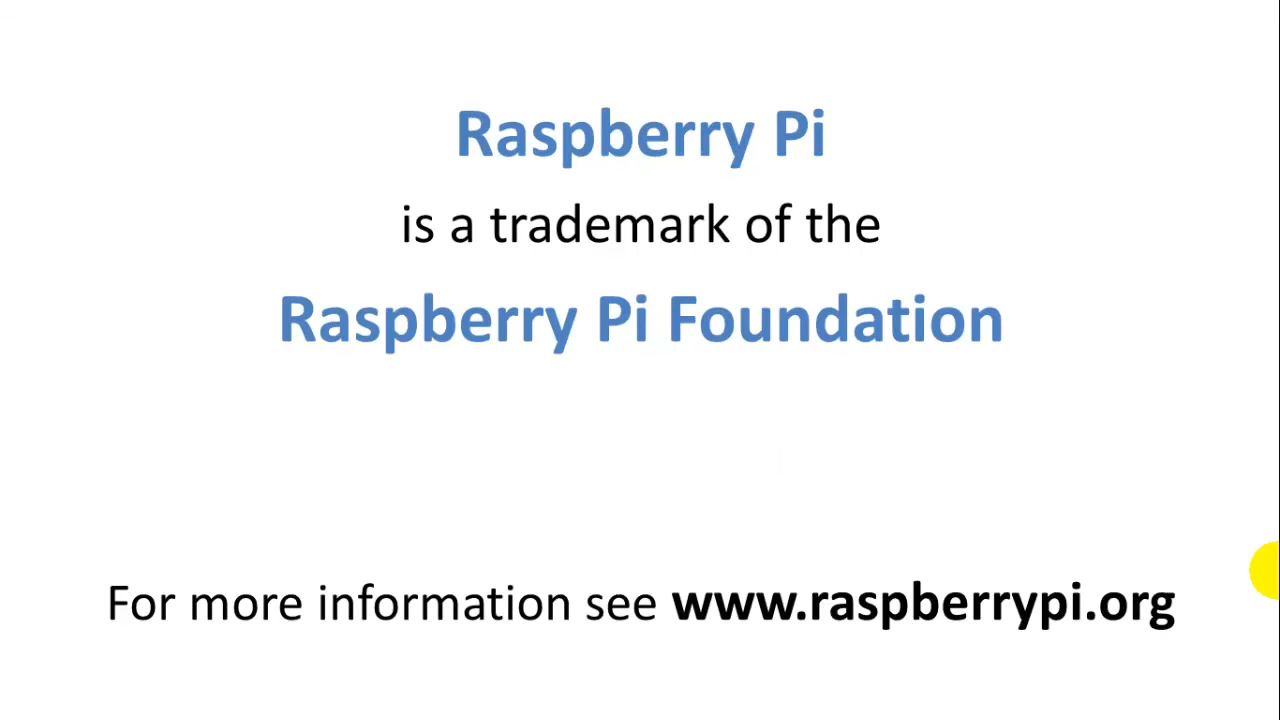 Raspberry Pi
is a trademark of the
Raspberry Pi Foundation
For more information see www.raspberrypi.org